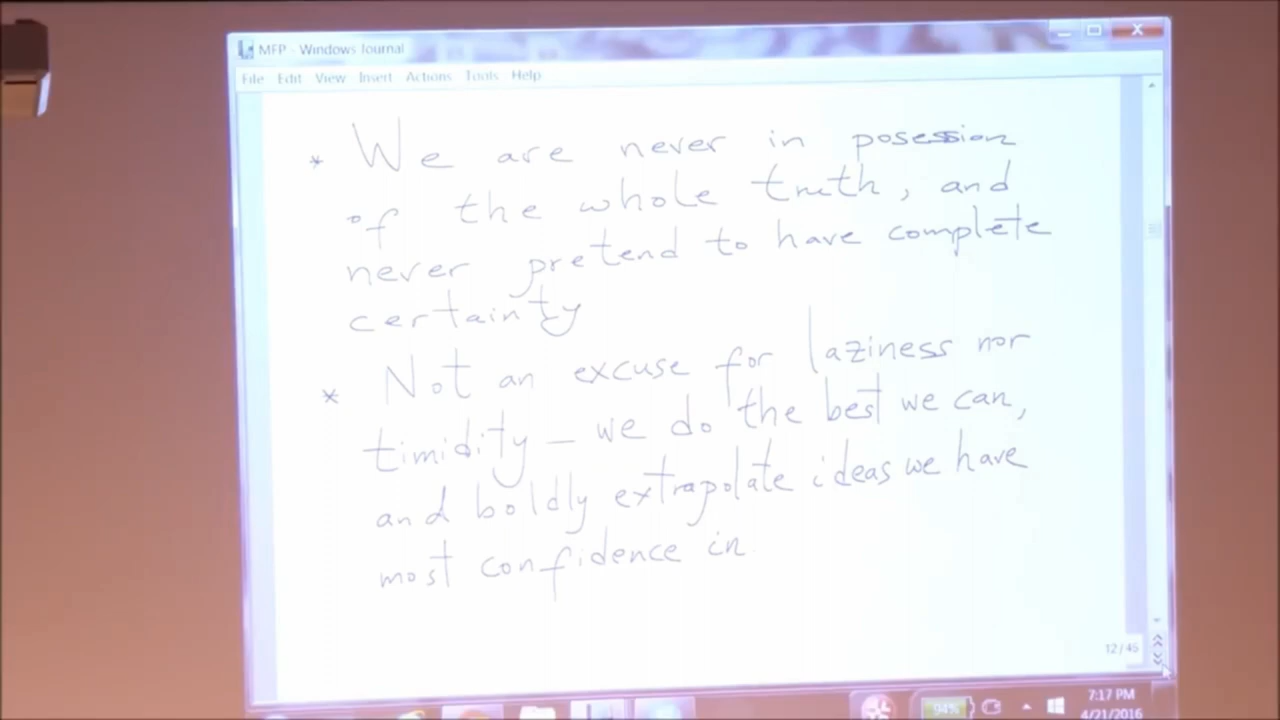 MFP - Windows Journal
File Edit View Insert Actions Tools Help
* We are never in posession
of the whole truth, and
never pretend to have complete
certainty
* Not an excuse for laziness nor
timidity – we do the best we can,
and boldly extrapolate ideas we have
most confidence in.
12 / 45
94%
7:17 PM
4/21/2016